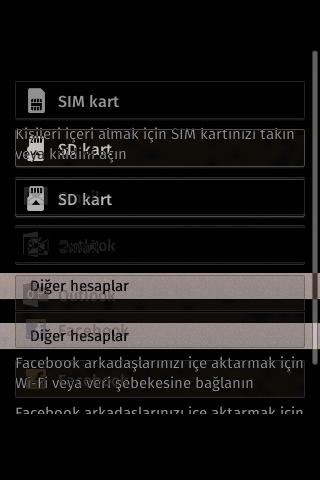 SIM kart
Kişileri içeri almak için SIM kartınızı takın
veya kilidini açın
SD kart
SD kart
Gmail
Outlook
Diğer hesaplar
Outlook
Facebook
Diğer hesaplar
Facebook arkadaşlarınızı içe aktarmak için
Wi-Fi veya veri şebekesine bağlanın
Facebook
Facebook arkadaşlarınızı içe aktarmak için